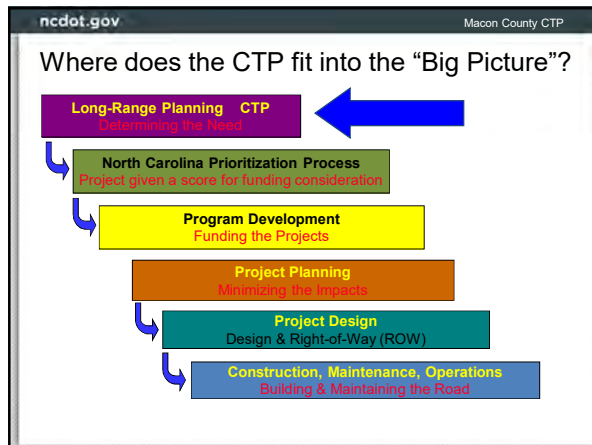 ncdot.gov
Macon County CTP
Where does the CTP fit into the “Big Picture”?
Long-Range Planning CTP
Determining the Need
North Carolina Prioritization Process
Project given a score for funding consideration
Program Development
Funding the Projects
Project Planning
Minimizing the Impacts
Project Design
Design & Right-of-Way (ROW)
Construction, Maintenance, Operations
Building & Maintaining the Road